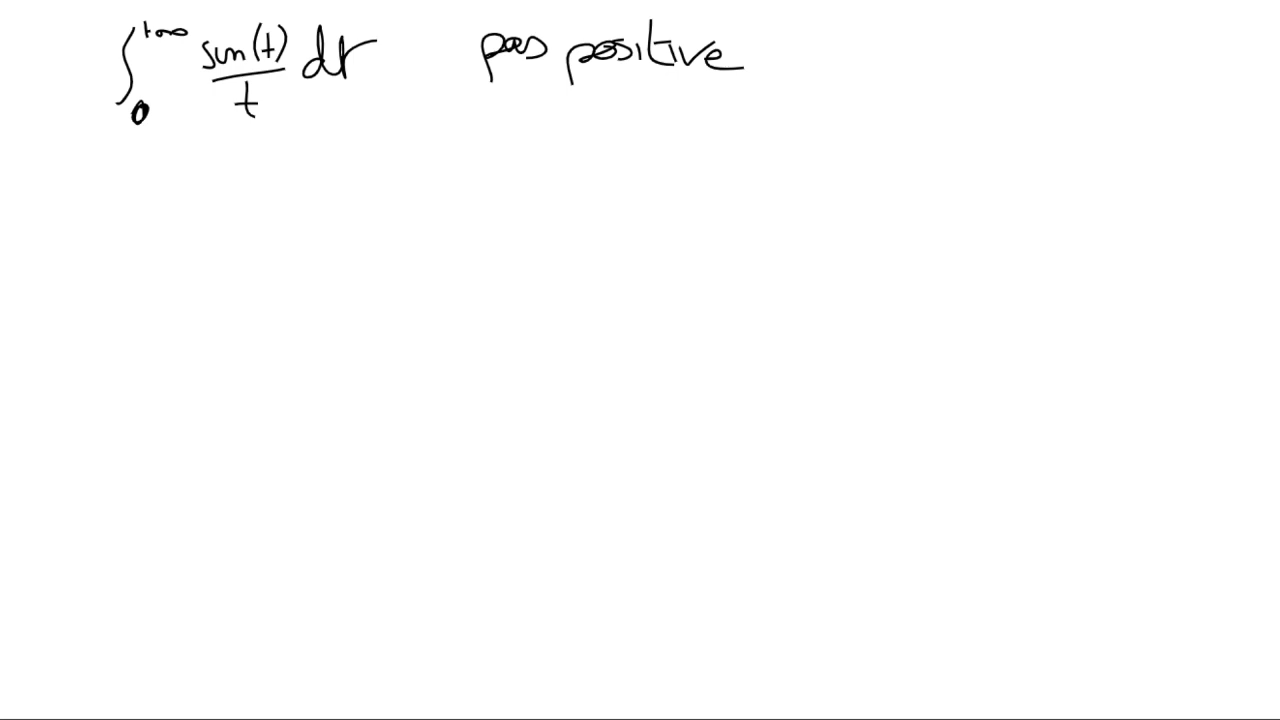 ∫₀^{+∞} sin(t)/t dt pas positive